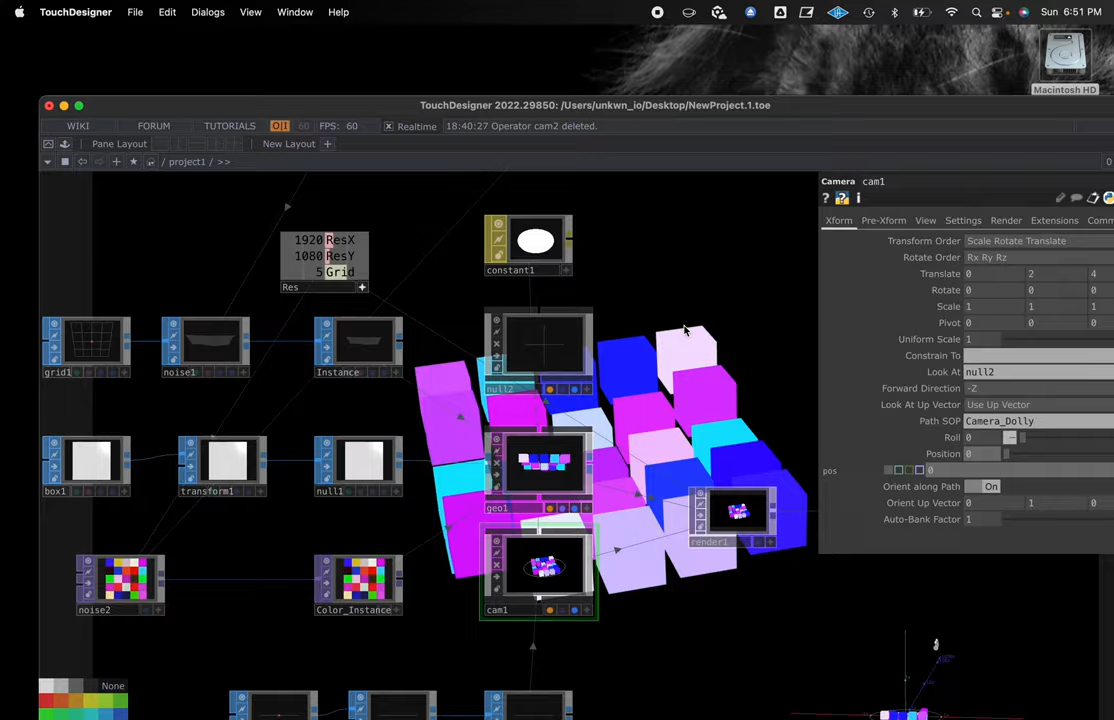 TouchDesigner File Edit Dialogs View Window Help Sun 6:51 PM
Macintosh HD
TouchDesigner 2022.29850: /Users/unkwn_io/Desktop/NewProject.1.toe
WIKI FORUM TUTORIALS O|I 60 FPS: 60 Realtime 18:40:27 Operator cam2 deleted.
Pane Layout New Layout +
/ project1 / >> 0
Camera cam1
? ? i
Xform Pre-Xform View Settings Render Extensions Comm
Transform Order Scale Rotate Translate
Rotate Order Rx Ry Rz
Translate 0 2 4
Rotate 0 0 0
Scale 1 1 1
Pivot 0 0 0
Uniform Scale 1
Constrain To
Look At null2
Forward Direction -Z
Look At Up Vector Use Up Vector
Path SOP Camera_Dolly
Roll 0
Position 0
pos 0
Orient along Path On
Orient Up Vector 0 1 0
Auto-Bank Factor 1
1920 ResX
1080 ResY
5 Grid
Res
constant1
grid1 noise1 Instance
null2
box1 transform1 null1
geo1
render1
noise2 Color_Instance
cam1
None